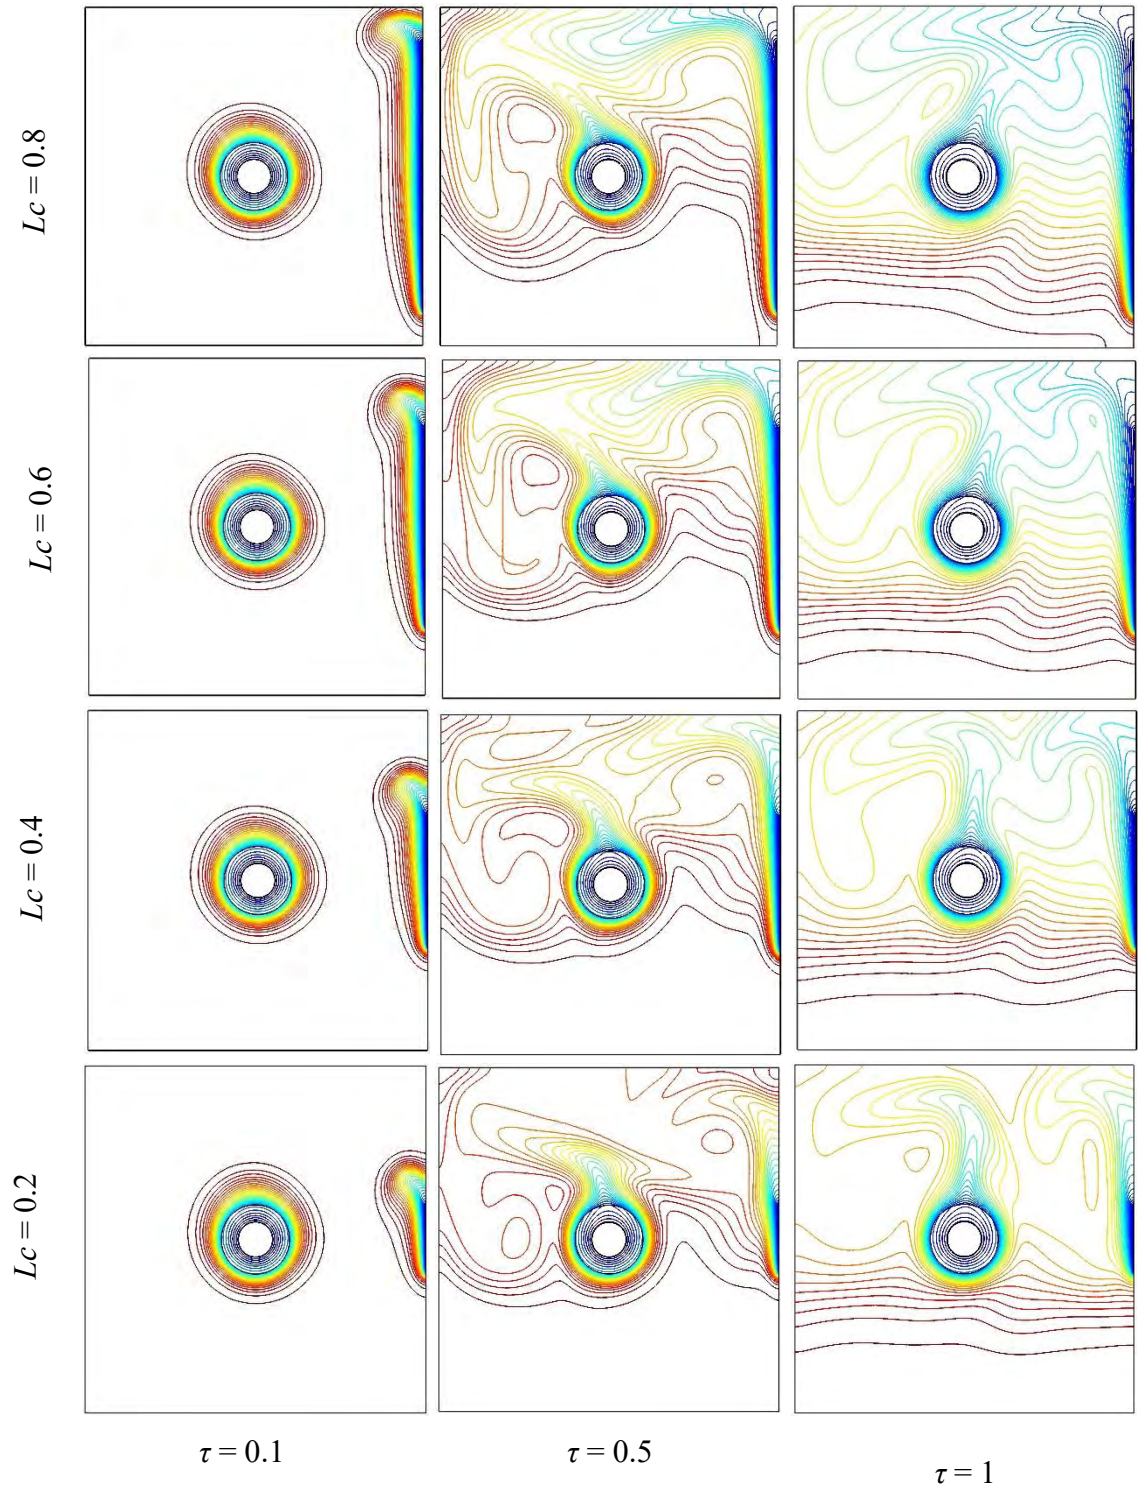 Lc = 0.8
Lc = 0.6
Lc = 0.4
Lc = 0.2
τ = 0.1
τ = 0.5
τ = 1